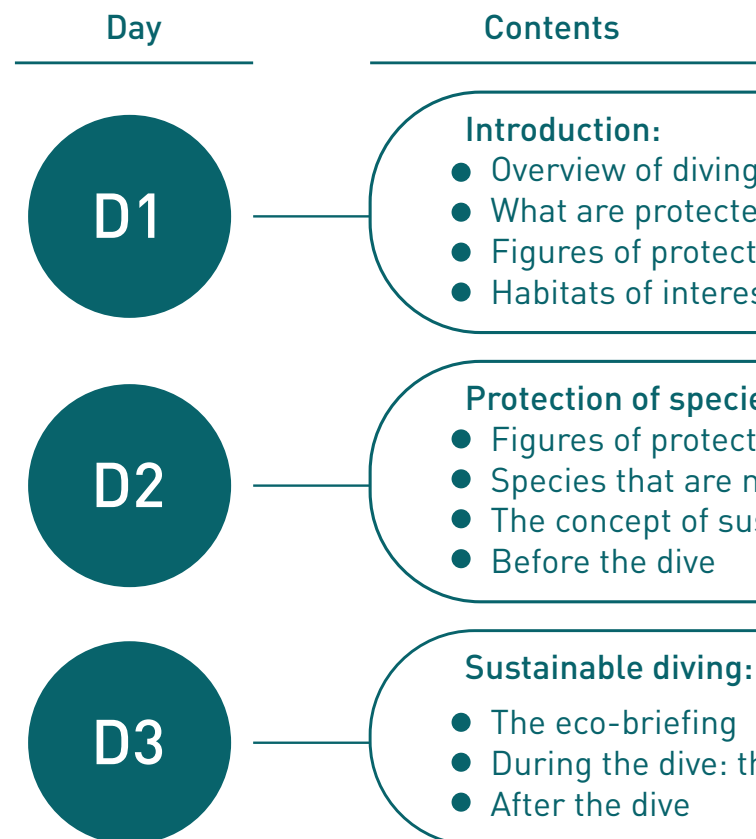 Day
Contents
D1
Introduction:
● Overview of diving
● What are
● Figures of
● Habitats of
D2
Protection of
● Figures of
● Species that are
● The concept of
● Before the dive
D3
Sustainable diving:
● The eco-briefing
● During the dive:
● After the dive